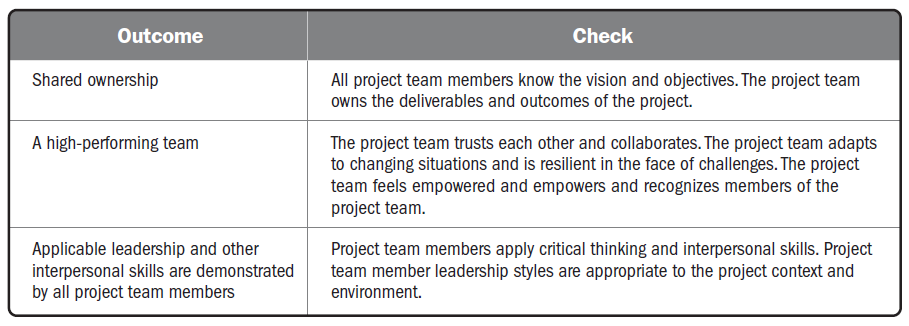 Outcome
Check
Shared ownership
All project team members know the vision and objectives. The project team
owns the deliverables and outcomes of the project.
A high-performing team
The project team trusts each other and collaborates. The project team adapts
to changing situations and is resilient in the face of challenges. The project
team feels empowered and empowers and recognizes members of the
project team.
Applicable leadership and other
interpersonal skills are demonstrated
by all project team members
Project team members apply critical thinking and interpersonal skills. Project
team member leadership styles are appropriate to the project context and
environment.